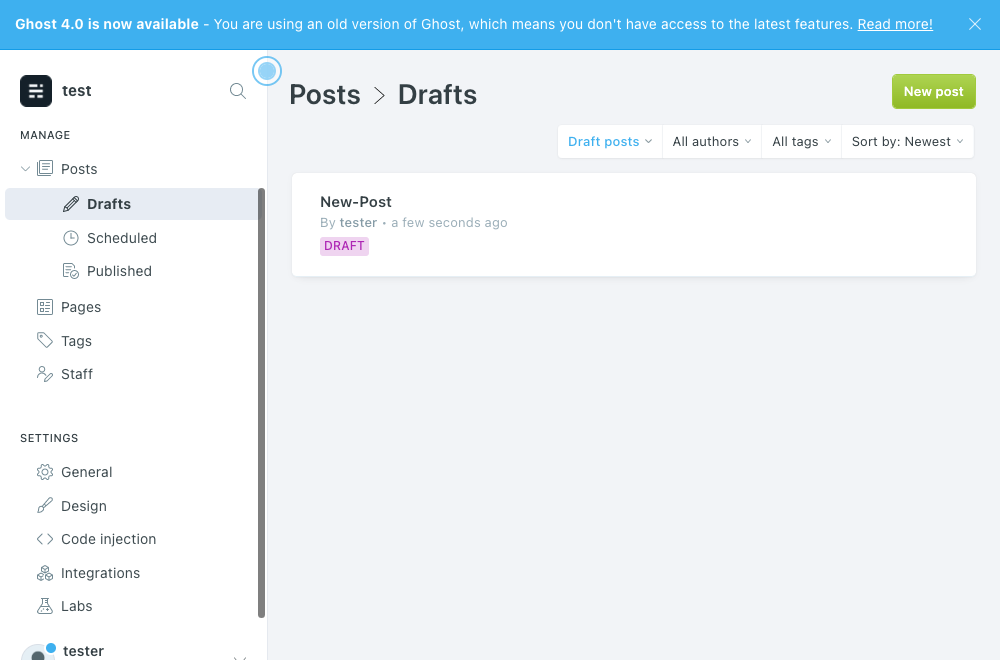 Ghost 4.0 is now available - You are using an old version of Ghost, which means you don't have access to the latest features. Read more!
test
MANAGE
Posts
Drafts
Scheduled
Published
Pages
Tags
Staff
SETTINGS
General
Design
Code injection
Integrations
Labs
tester
Posts > Drafts
New post
Draft posts All authors All tags Sort by: Newest
New-Post
By tester • a few seconds ago
DRAFT